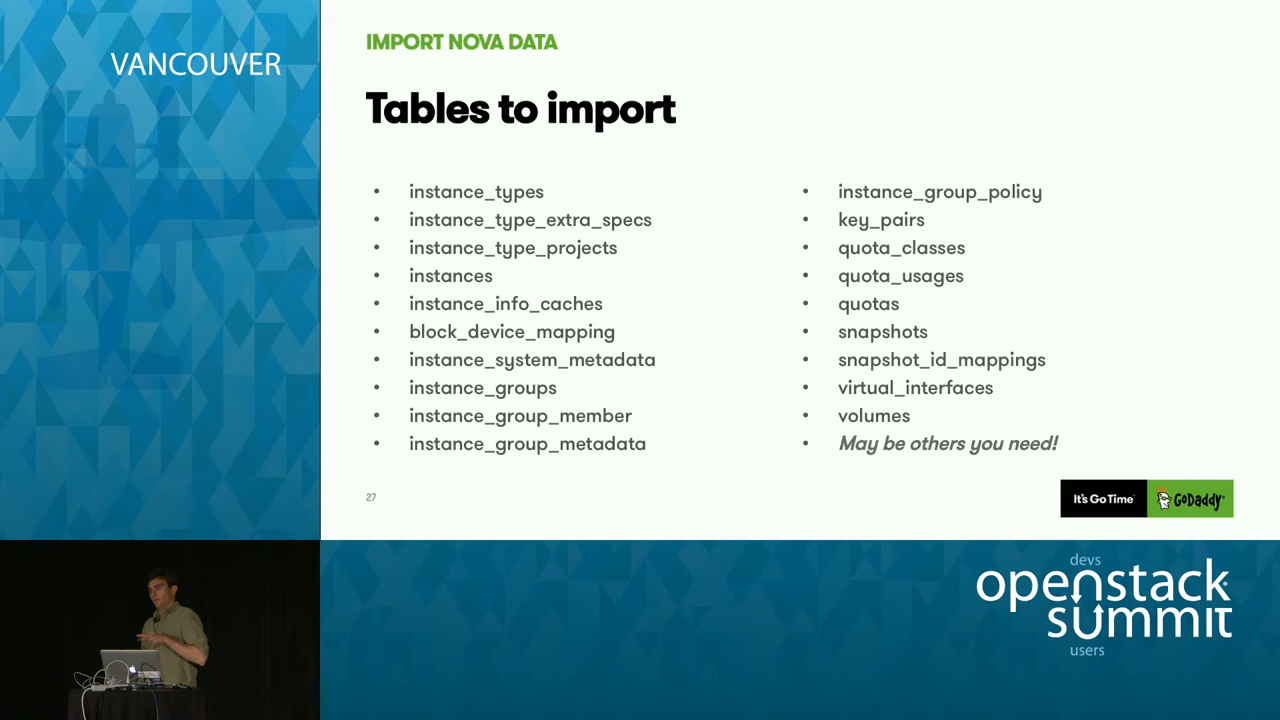 VANCOUVER
IMPORT NOVA DATA
Tables to import
• instance_types
• instance_type_extra_specs
• instance_type_projects
• instances
• instance_info_caches
• block_device_mapping
• instance_system_metadata
• instance_groups
• instance_group_member
• instance_group_metadata
• instance_group_policy
• key_pairs
• quota_classes
• quota_usages
• quotas
• snapshots
• snapshot_id_mappings
• virtual_interfaces
• volumes
• May be others you need!
27
It's Go Time
GoDaddy
devs
openstack
summit
users